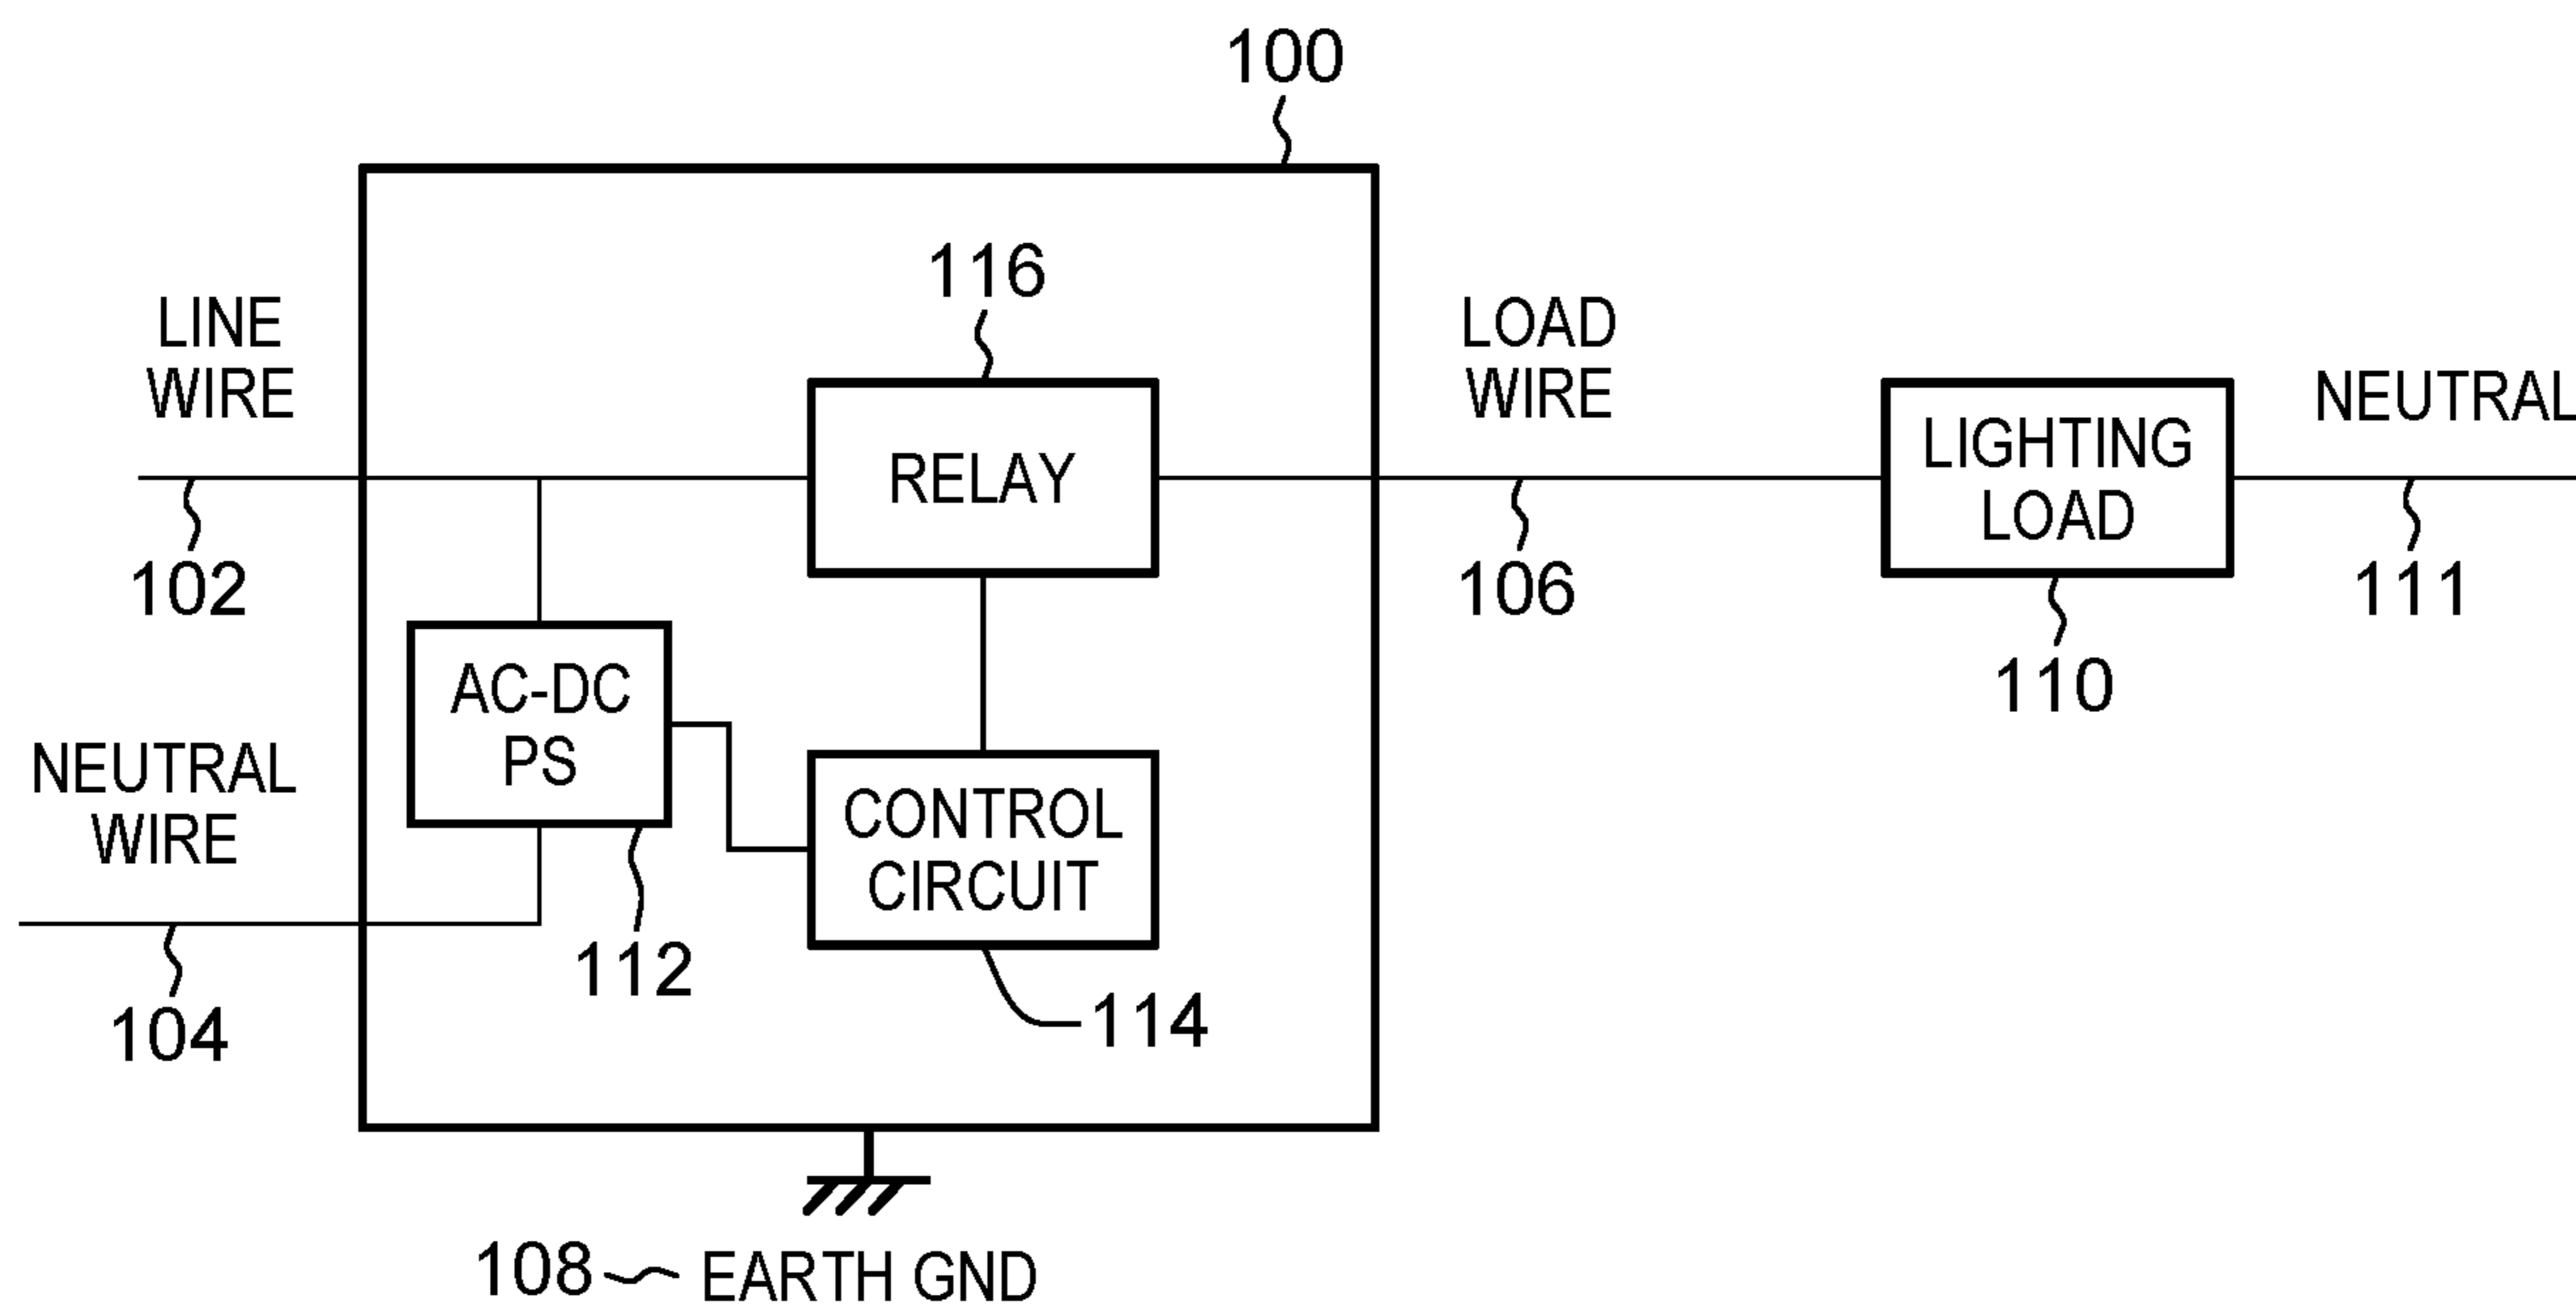 100
116
LINE
WIRE
LOAD
WIRE
NEUTRAL
LIGHTING
LOAD
RELAY
102
106
111
110
AC-DC
PS
NEUTRAL
WIRE
CONTROL
CIRCUIT
112
114
104
108
EARTH GND